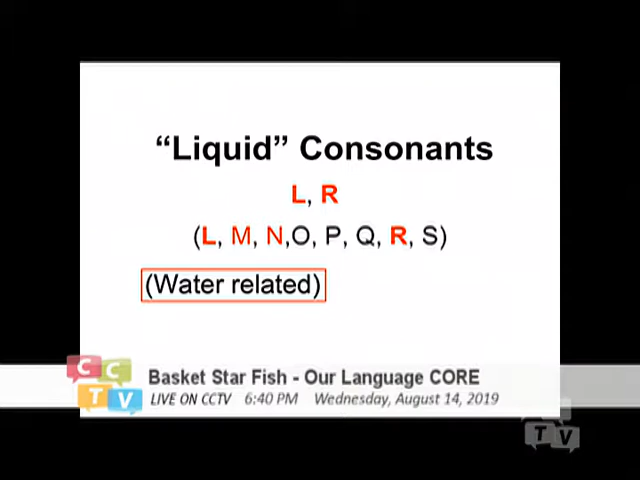 “Liquid” Consonants
L, R
(L, M, N,O, P, Q, R, S)
(Water related)
CCTV
Basket Star Fish - Our Language CORE
LIVE ON CCTV 6:40 PM Wednesday, August 14, 2019
TV